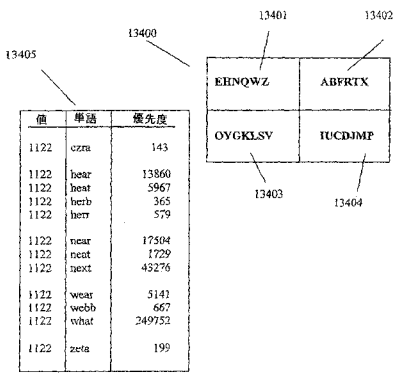 13401
13402
13400
13405
EHNQWZ ABFRTX
OYGKLSV IUCDJMP
13403
13404
値 単語 優先度
1122 ezra 143
1122 hear 13860
1122 heat 5967
1122 herb 365
1122 herr 579
1122 near 17504
1122 neat 1729
1122 next 43276
1122 wear 5141
1122 webb 667
1122 what 249752
1122 zeta 199